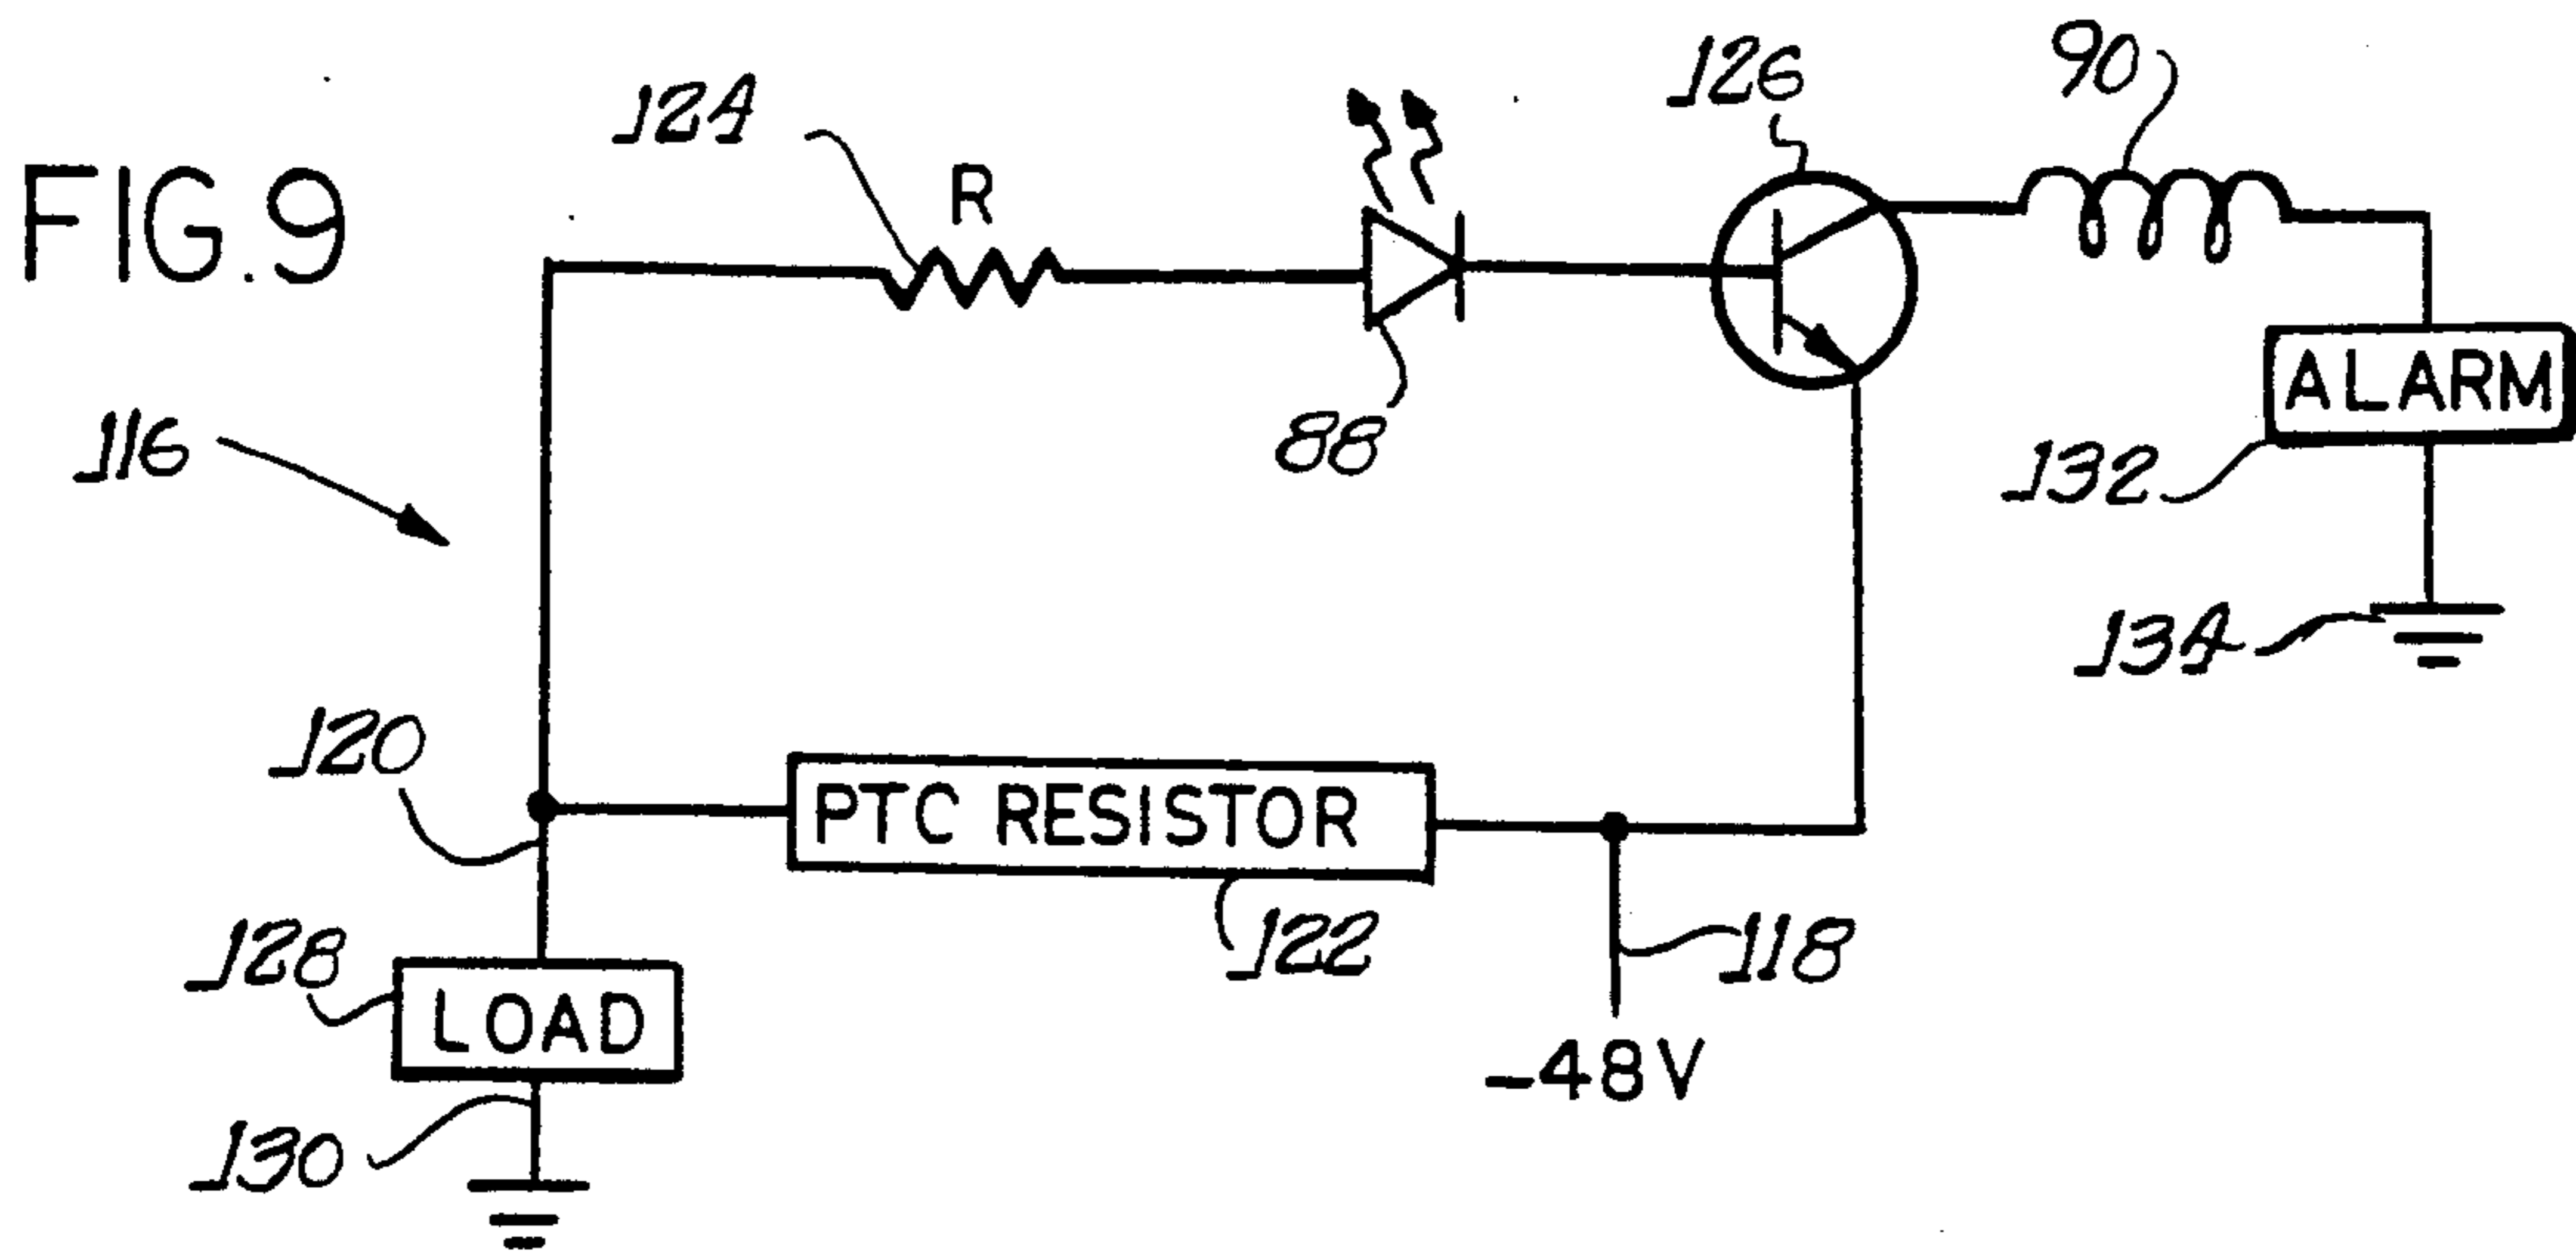 FIG.9
124
R
126
90
116
88
ALARM
132
134
120
PTC RESISTOR
122
118
128
LOAD
-48V
130